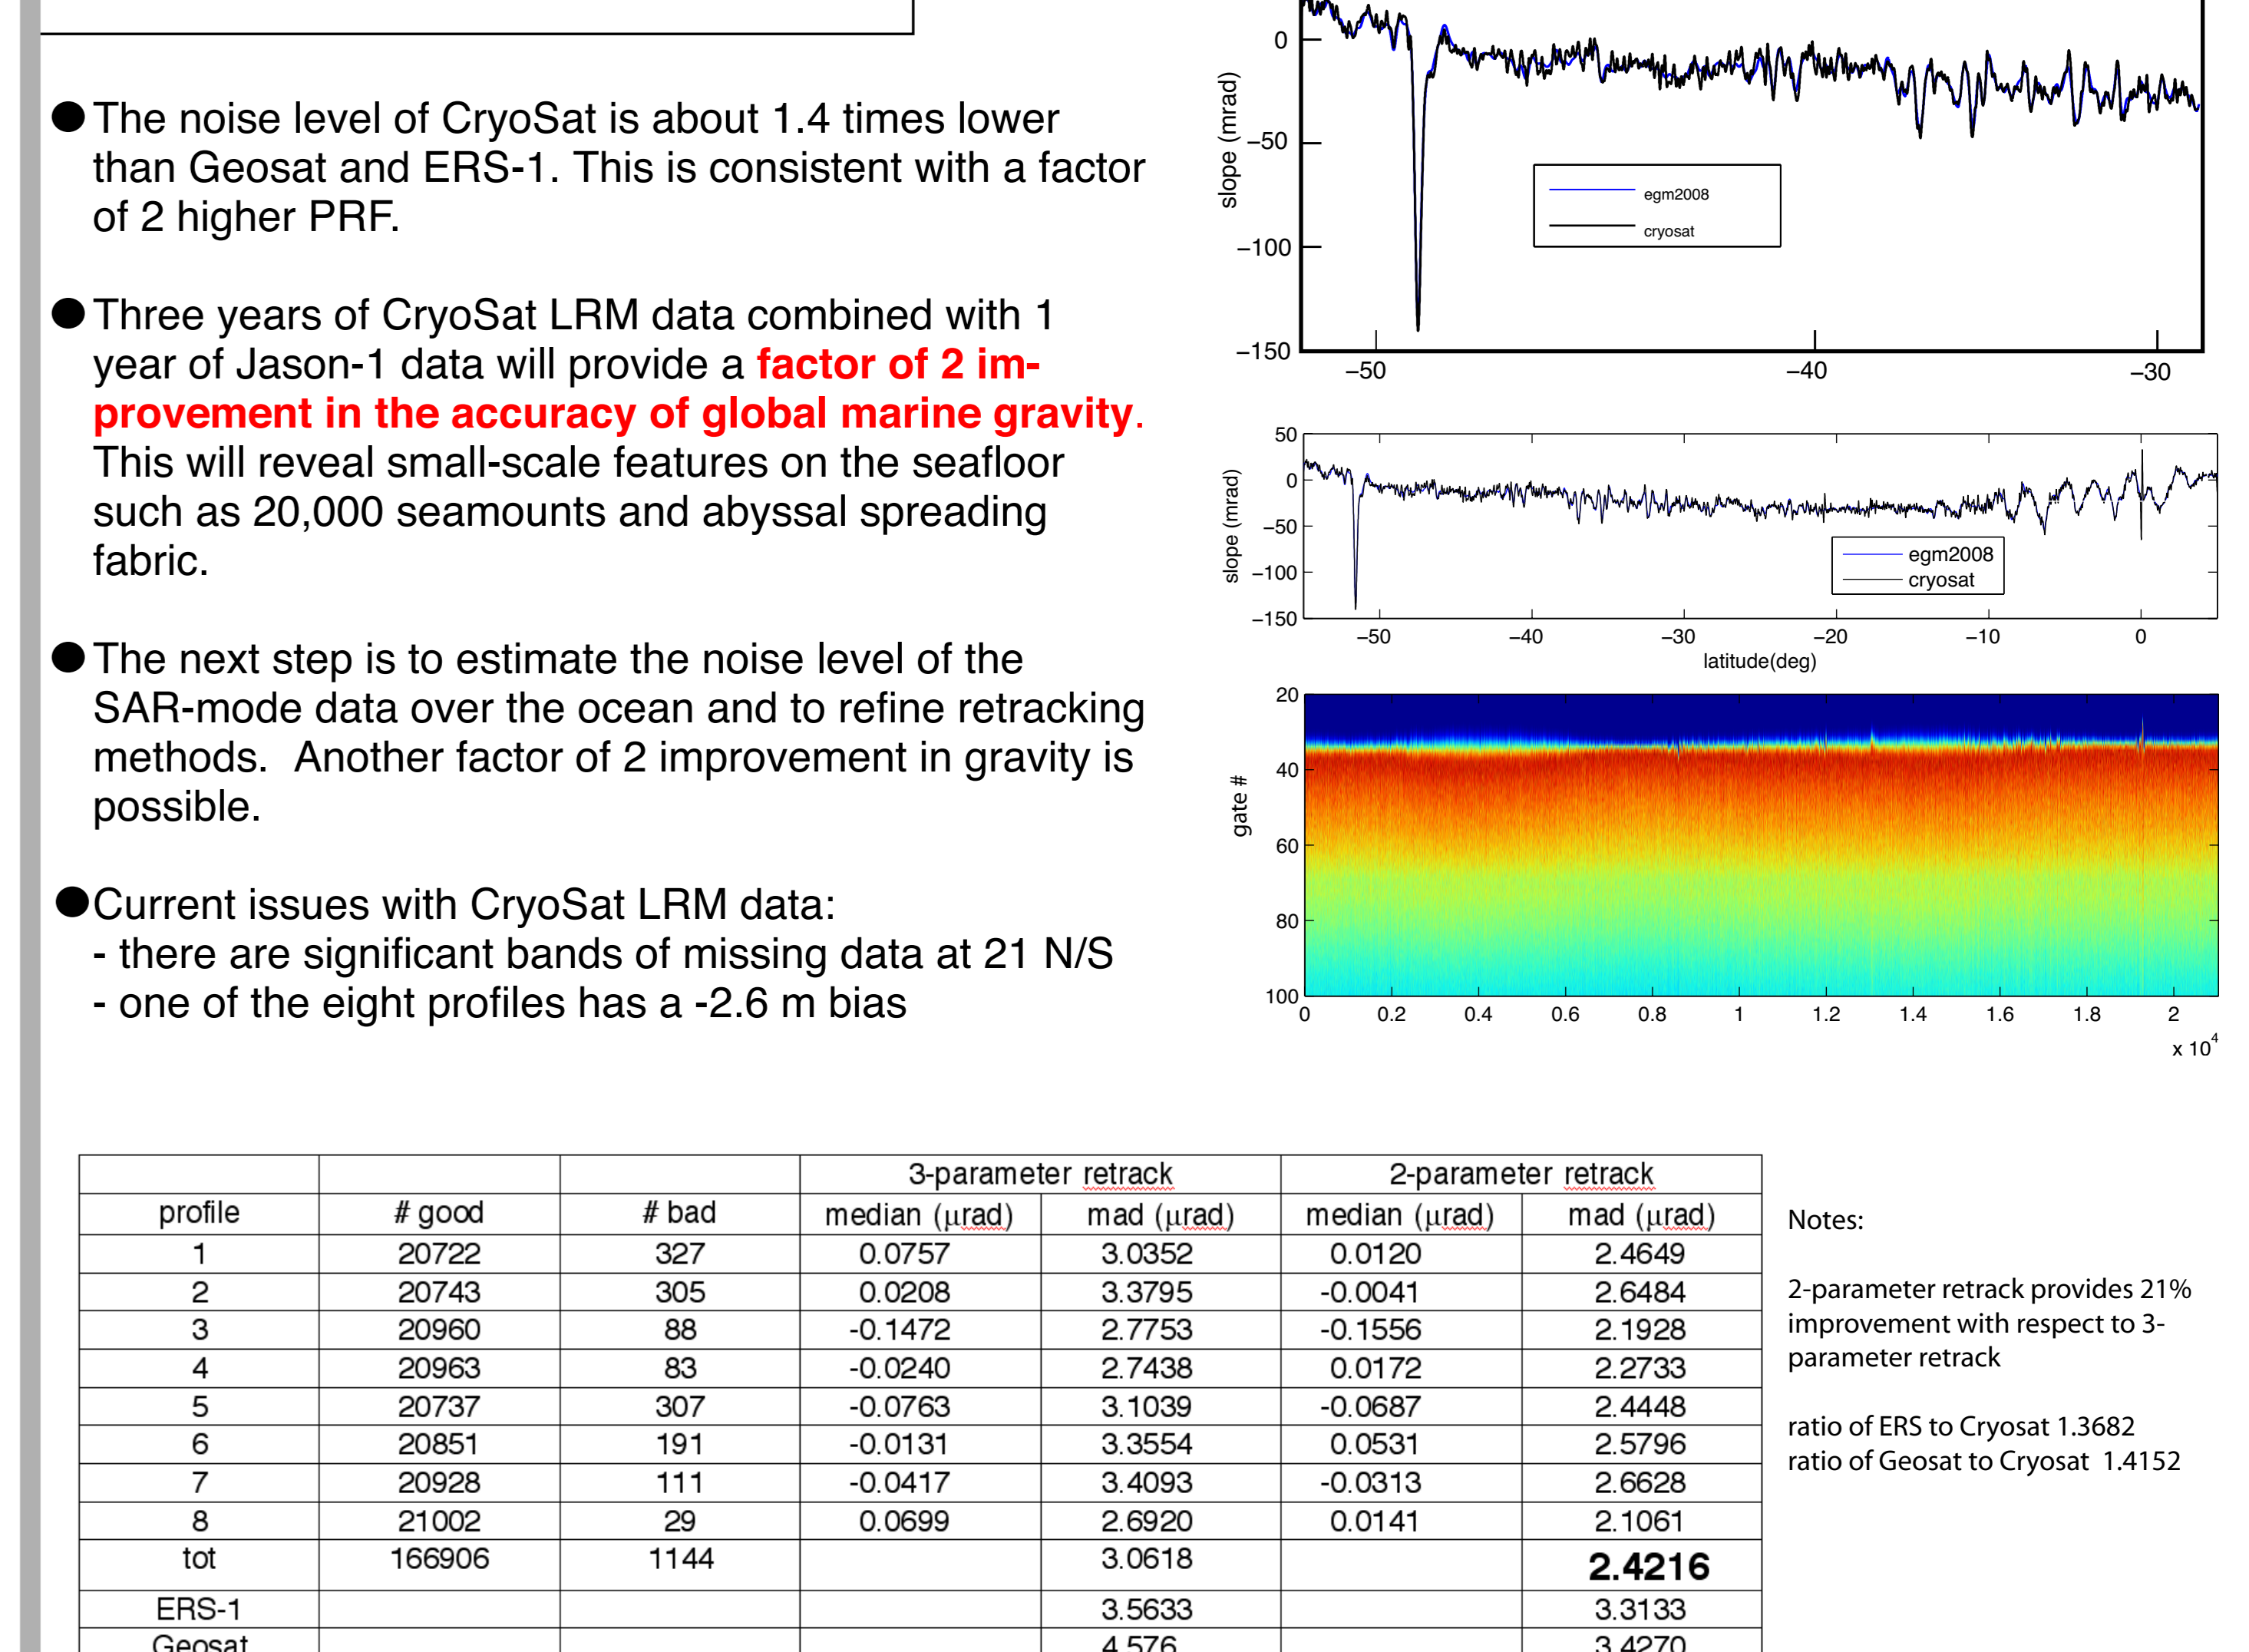 ●The noise level of CryoSat is about 1.4 times lower
than Geosat and ERS-1. This is consistent with a factor
of 2 higher PRF.
●Three years of CryoSat LRM data combined with 1
year of Jason-1 data will provide a factor of 2 im-
provement in the accuracy of global marine gravity.
This will reveal small-scale features on the seafloor
such as 20,000 seamounts and abyssal spreading
fabric.
●The next step is to estimate the noise level of the
SAR-mode data over the ocean and to refine retracking
methods.  Another factor of 2 improvement in gravity is
possible.
●Current issues with CryoSat LRM data:
- there are significant bands of missing data at 21 N/S
- one of the eight profiles has a -2.6 m bias
slope (mrad)
0
−50
−100
−150
egm2008
cryosat
−50 −40 −30
slope (mrad)
50
0
−50
−100
−150
egm2008
cryosat
−50 −40 −30 −20 −10 0
latitude(deg)
gate #
20
40
60
80
100
0 0.2 0.4 0.6 0.8 1 1.2 1.4 1.6 1.8 2
x 10^4
3-parameter retrack 2-parameter retrack
profile # good # bad median (μrad) mad (μrad) median (μrad) mad (μrad)
1 20722 327 0.0757 3.0352 0.0120 2.4649
2 20743 305 0.0208 3.3795 -0.0041 2.6484
3 20960 88 -0.1472 2.7753 -0.1556 2.1928
4 20963 83 -0.0240 2.7438 0.0172 2.2733
5 20737 307 -0.0763 3.1039 -0.0687 2.4448
6 20851 191 -0.0131 3.3554 0.0531 2.5796
7 20928 111 -0.0417 3.4093 -0.0313 2.6628
8 21002 29 0.0699 2.6920 0.0141 2.1061
tot 166906 1144 3.0618 2.4216
ERS-1 3.5633 3.3133
Geosat 4.576 3.4270
Notes:
2-parameter retrack provides 21%
improvement with respect to 3-
parameter retrack
ratio of ERS to Cryosat 1.3682
ratio of Geosat to Cryosat  1.4152